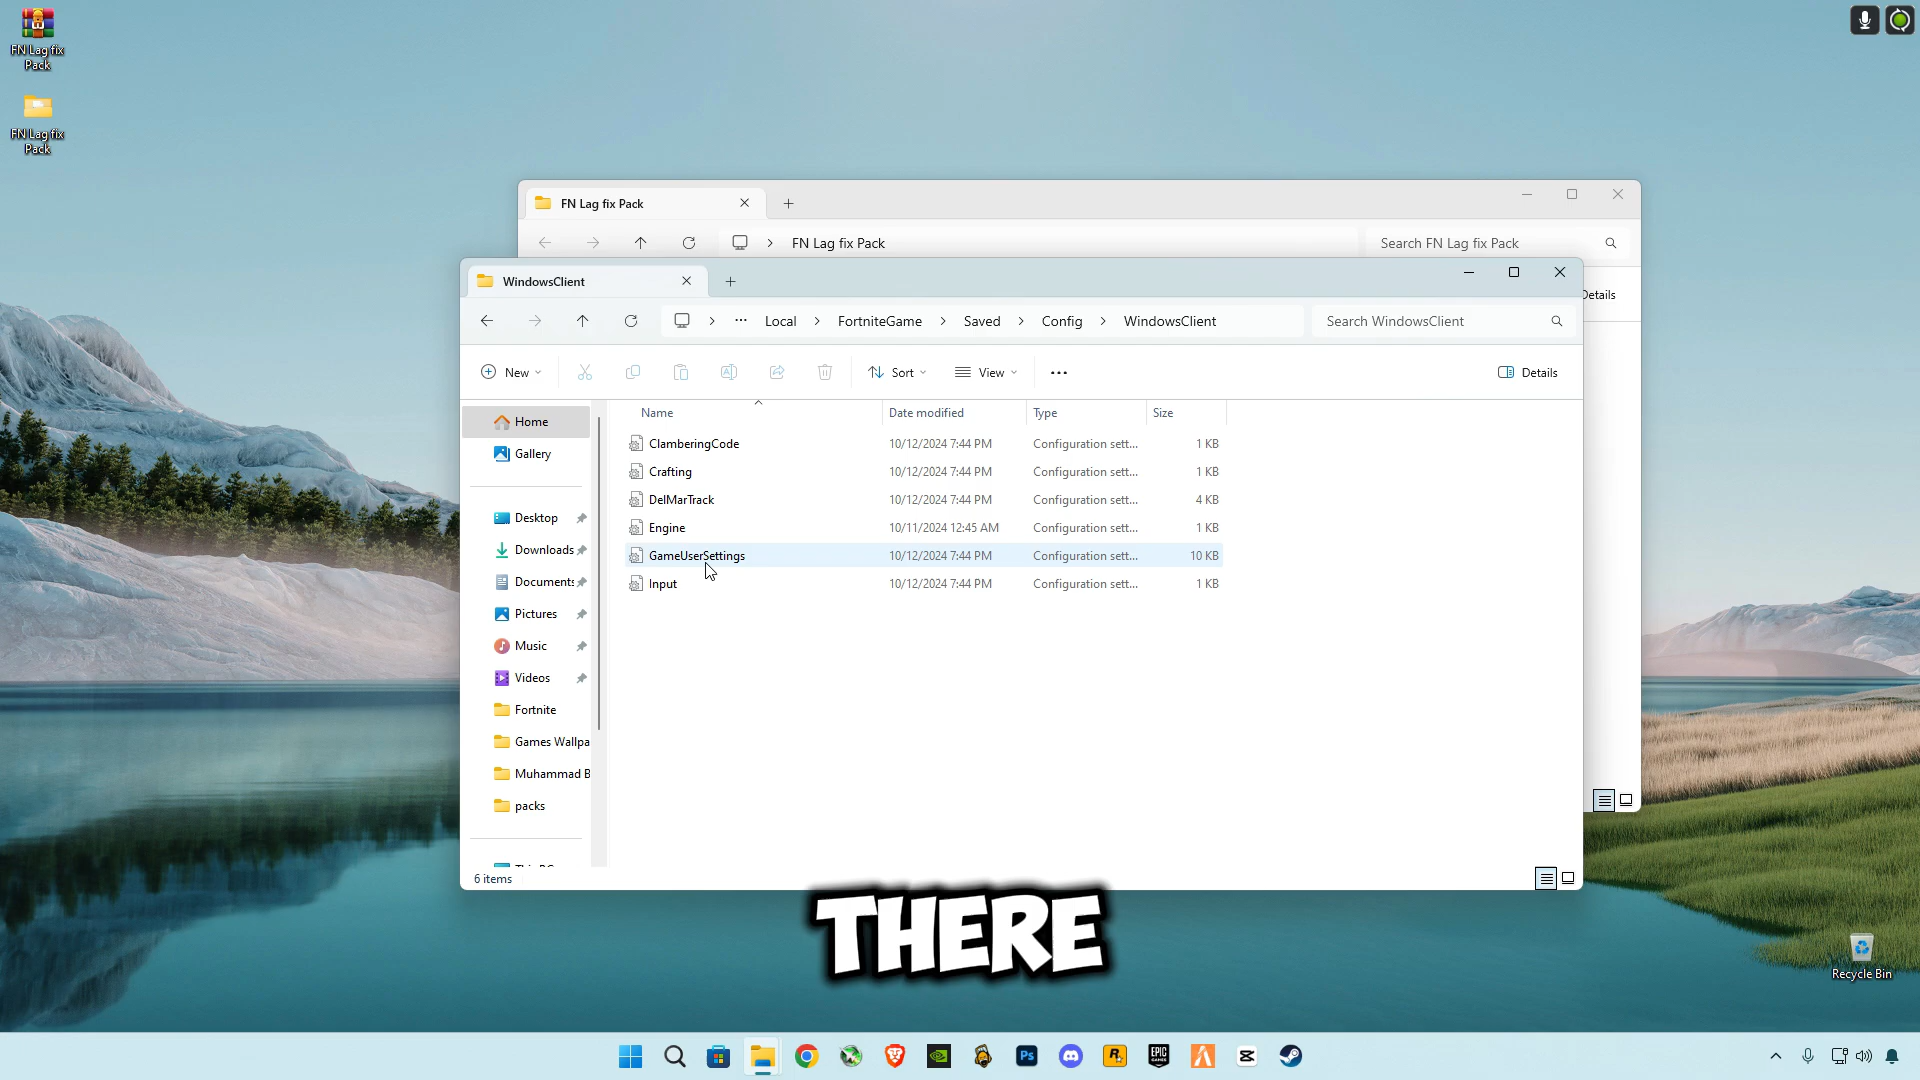 FN Lag fix
Pack
FN Lag fix
Pack
FN Lag fix Pack
FN Lag fix Pack
Search FN Lag fix Pack
WindowsClient
Details
Local
FortniteGame
Saved
Config
WindowsClient
Search WindowsClient
New
Sort
View
Details
Name
Date modified
Type
Size
Home
Gallery
Desktop
Downloads
Documents
Pictures
Music
Videos
Fortnite
Games Wallpa
Muhammad B
packs
ClamberingCode 10/12/2024 7:44 PM Configuration sett... 1 KB
Crafting 10/12/2024 7:44 PM Configuration sett... 1 KB
DelMarTrack 10/12/2024 7:44 PM Configuration sett... 4 KB
Engine 10/11/2024 12:45 AM Configuration sett... 1 KB
GameUserSettings 10/12/2024 7:44 PM Configuration sett... 10 KB
Input 10/12/2024 7:44 PM Configuration sett... 1 KB
6 items
THERE
Recycle Bin
Ps
R
EPIC
GAMES